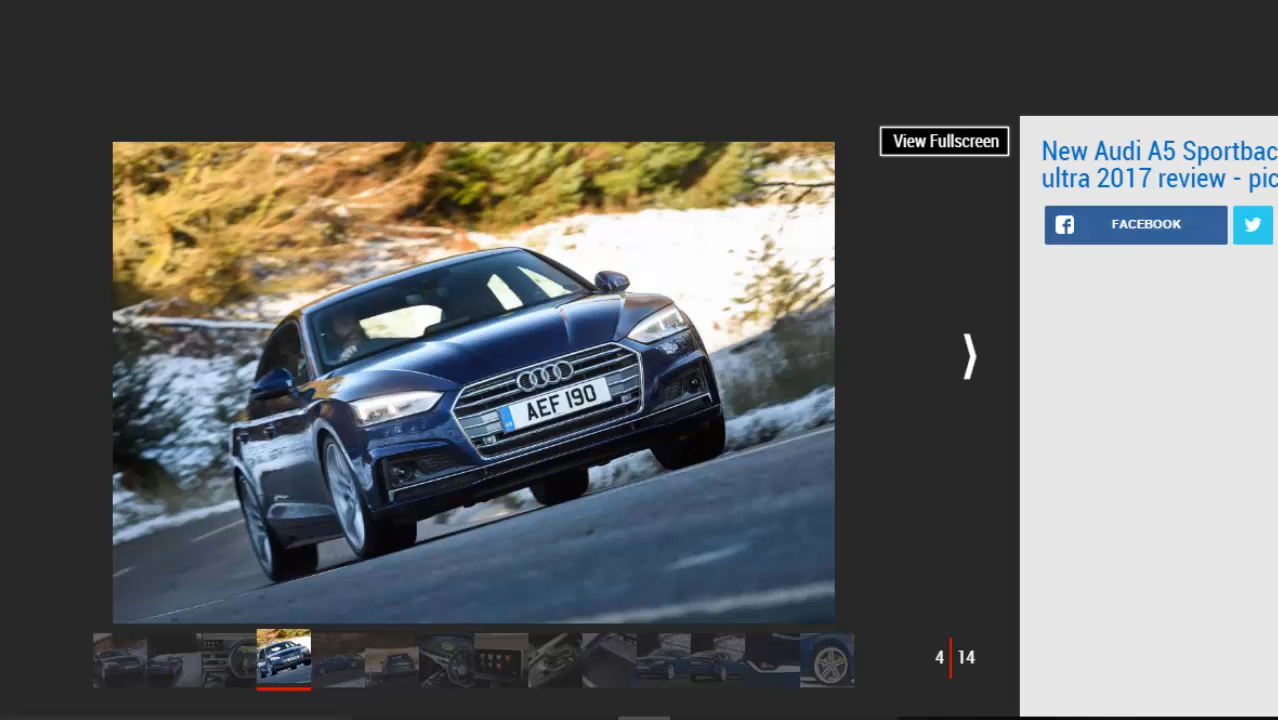 View Fullscreen
New Audi A5 Sportbac
ultra 2017 review - pic
FACEBOOK
AEF 190
4 14